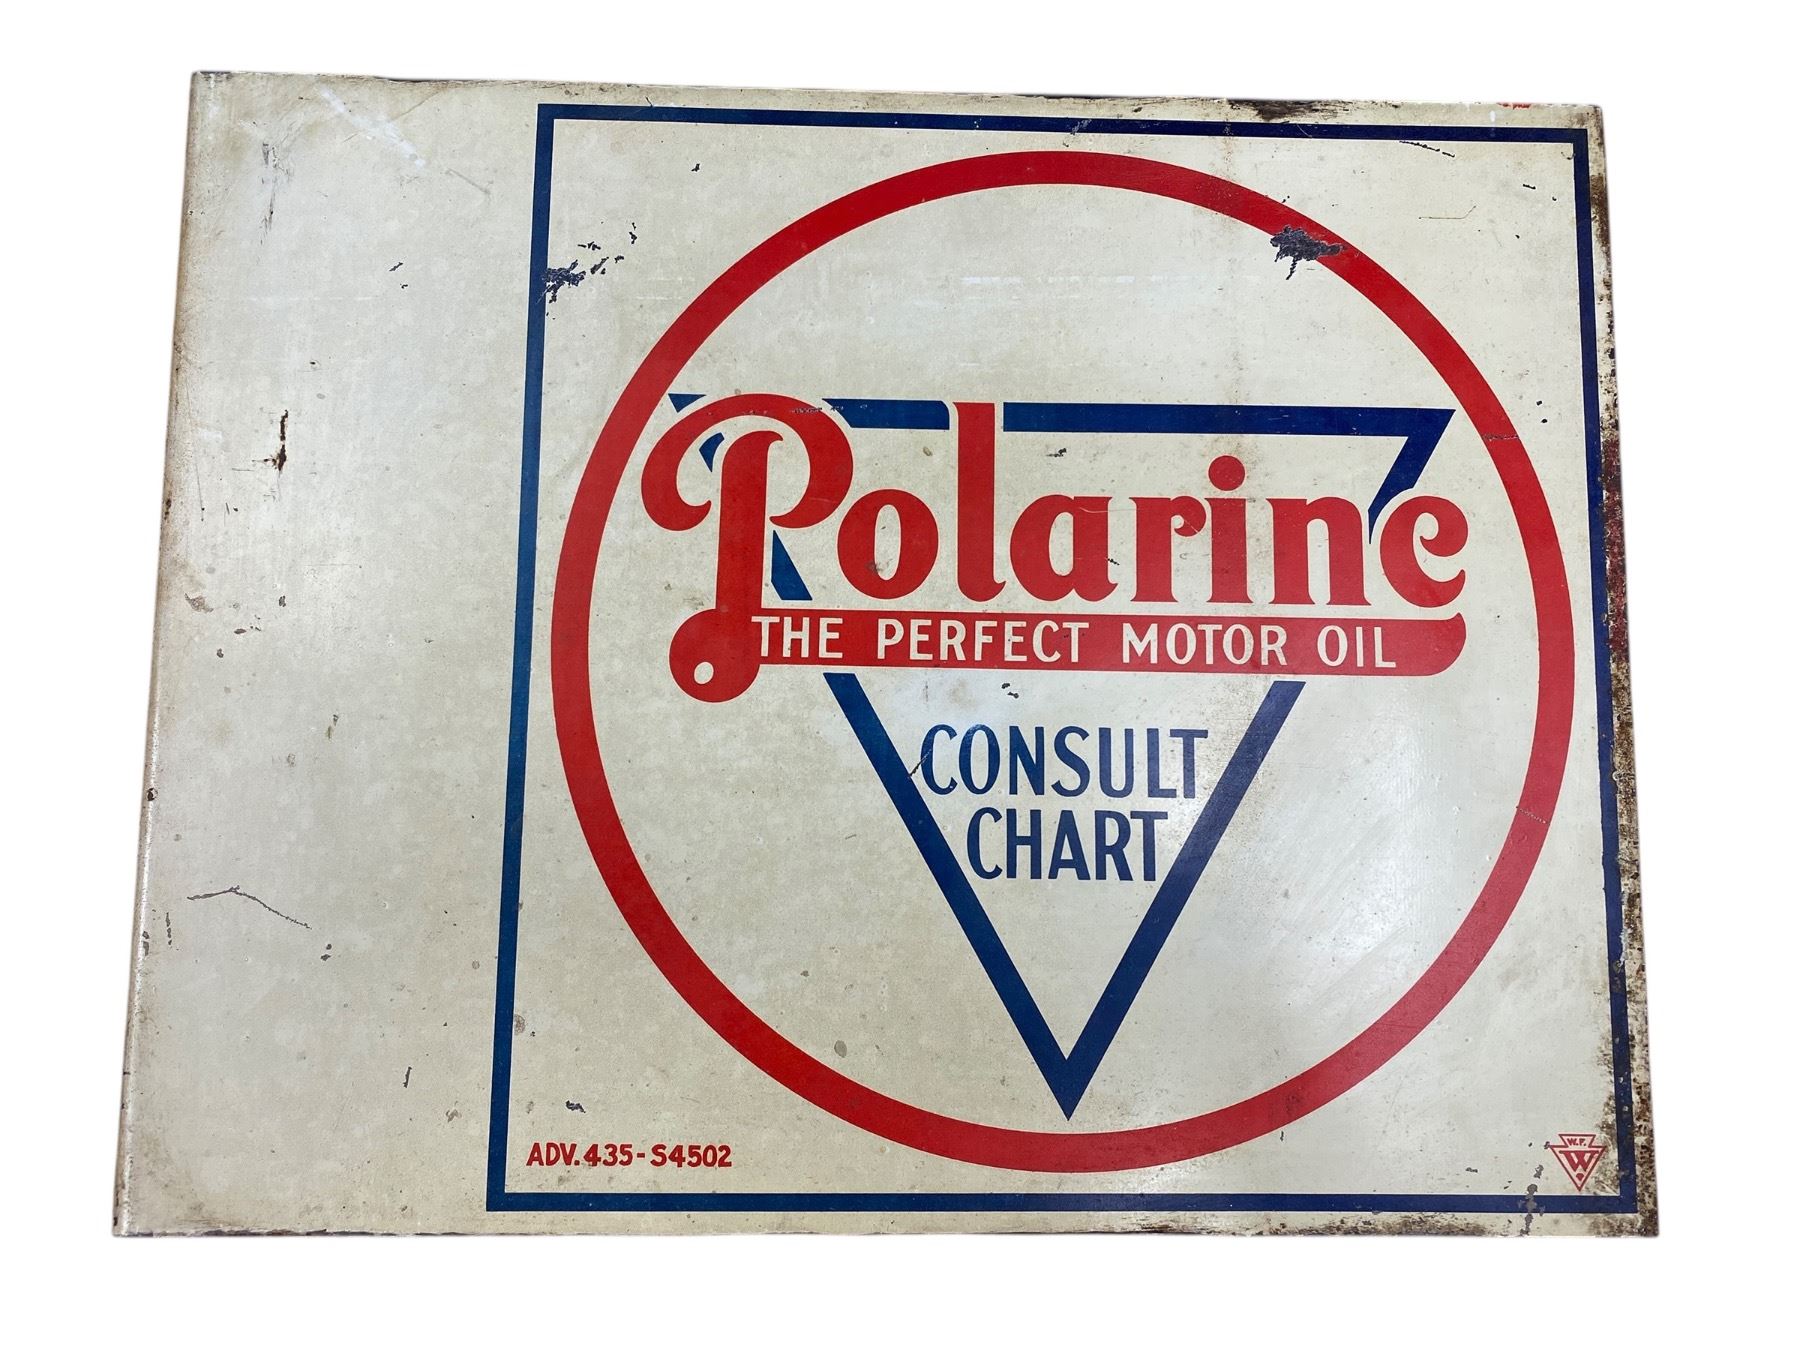 Polarine
THE PERFECT MOTOR OIL
CONSULT
CHART
ADV.435-S4502
W.F.
W